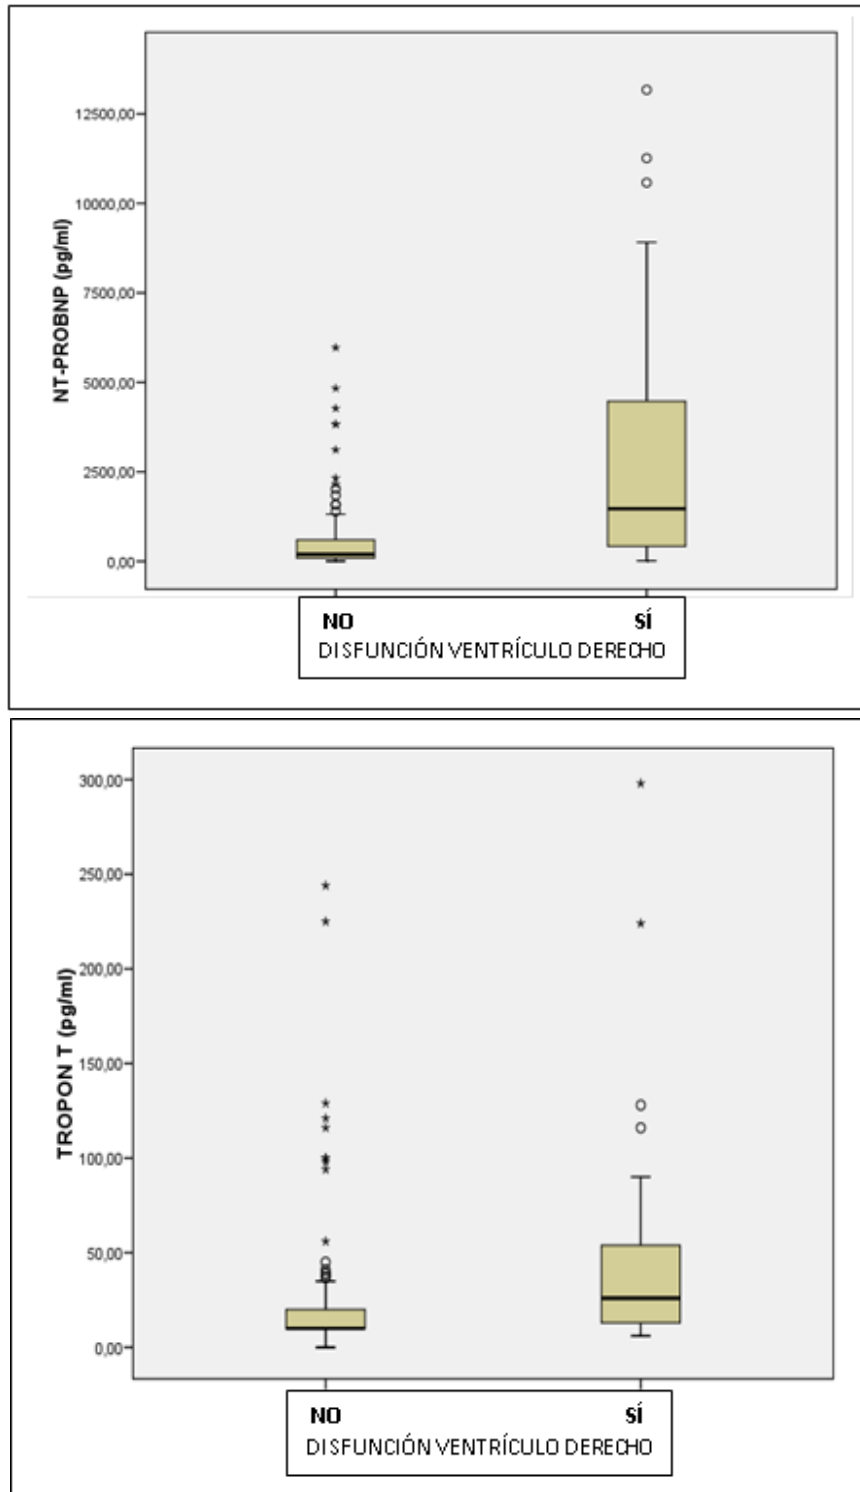 NT-PROBNP (pg/ml)
12500,00
10000,00
7500,00
5000,00
2500,00
0,00
NO SÍ
DISFUNCIÓN VENTRÍCULO DERECHO
TROPON T (pg/ml)
300,00
250,00
200,00
150,00
100,00
50,00
0,00
NO SÍ
DISFUNCIÓN VENTRÍCULO DERECHO